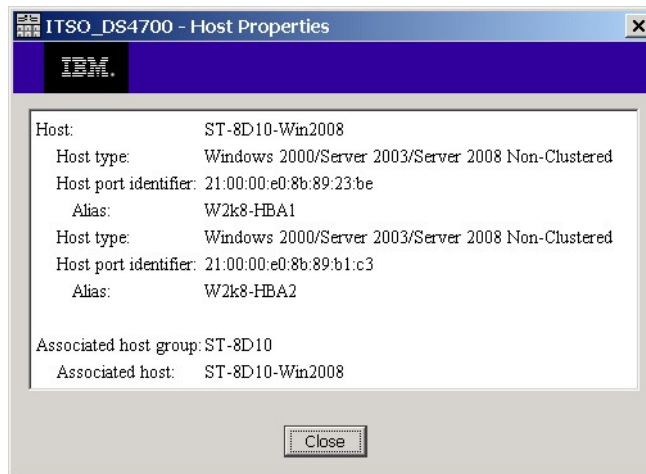 ITSO_DS4700 - Host Properties
IBM.
Host: ST-8D10-Win2008
Host type: Windows 2000/Server 2003/Server 2008 Non-Clustered
Host port identifier: 21:00:00:e0:8b:89:23:be
Alias: W2k8-HBA1
Host type: Windows 2000/Server 2003/Server 2008 Non-Clustered
Host port identifier: 21:00:00:e0:8b:89:b1:c3
Alias: W2k8-HBA2
Associated host group: ST-8D10
Associated host: ST-8D10-Win2008
Close